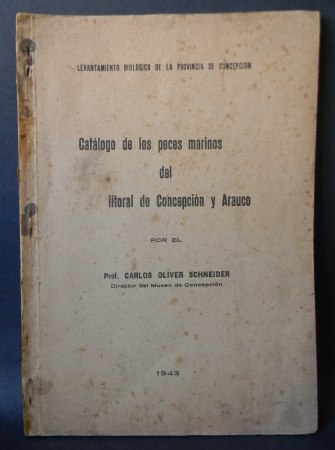 LEVANTAMIENTO BIOLOGICO DE LA PROVINCIA DE CONCEPCION
Catálogo de los peces marinos
del
litoral de Concepción y Arauco
POR EL
Prof. CARLOS OLIVER SCHNEIDER
Director del Museo de Concepción
1943